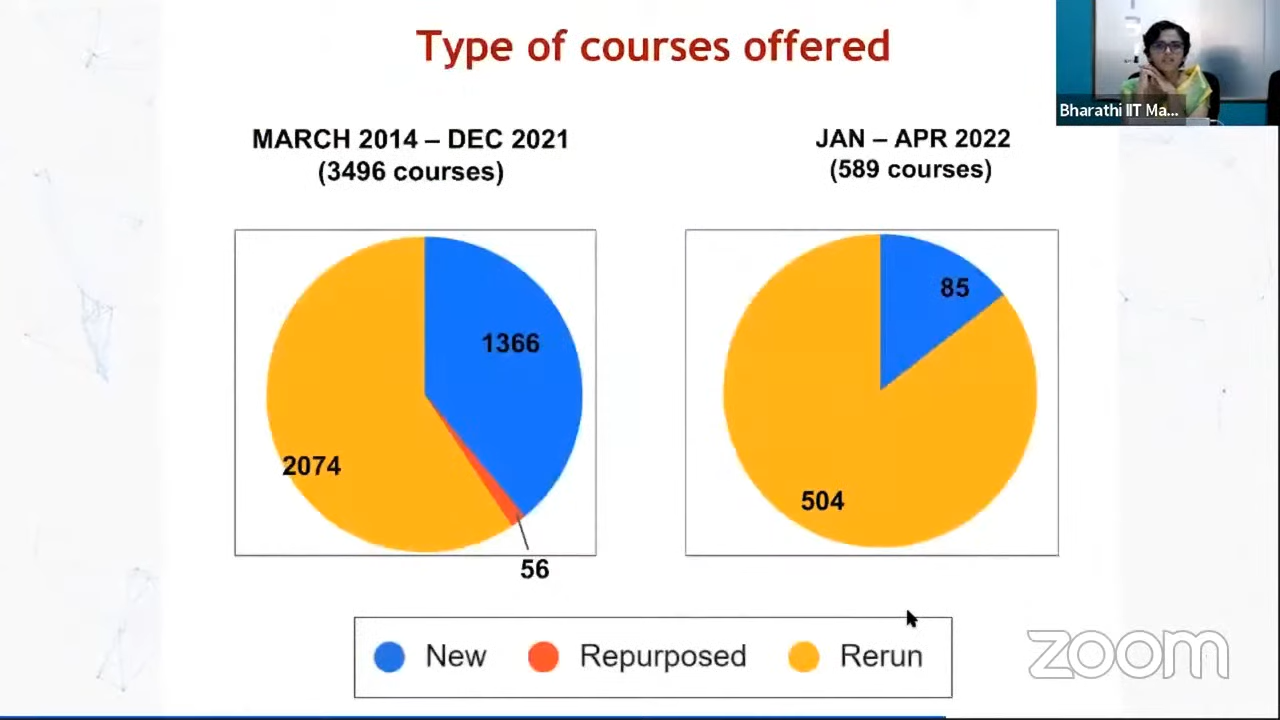 Type of courses offered
Bharathi IIT Ma...
MARCH 2014 – DEC 2021
(3496 courses)
JAN – APR 2022
(589 courses)
1366
2074
56
85
504
New
Repurposed
Rerun
zoom